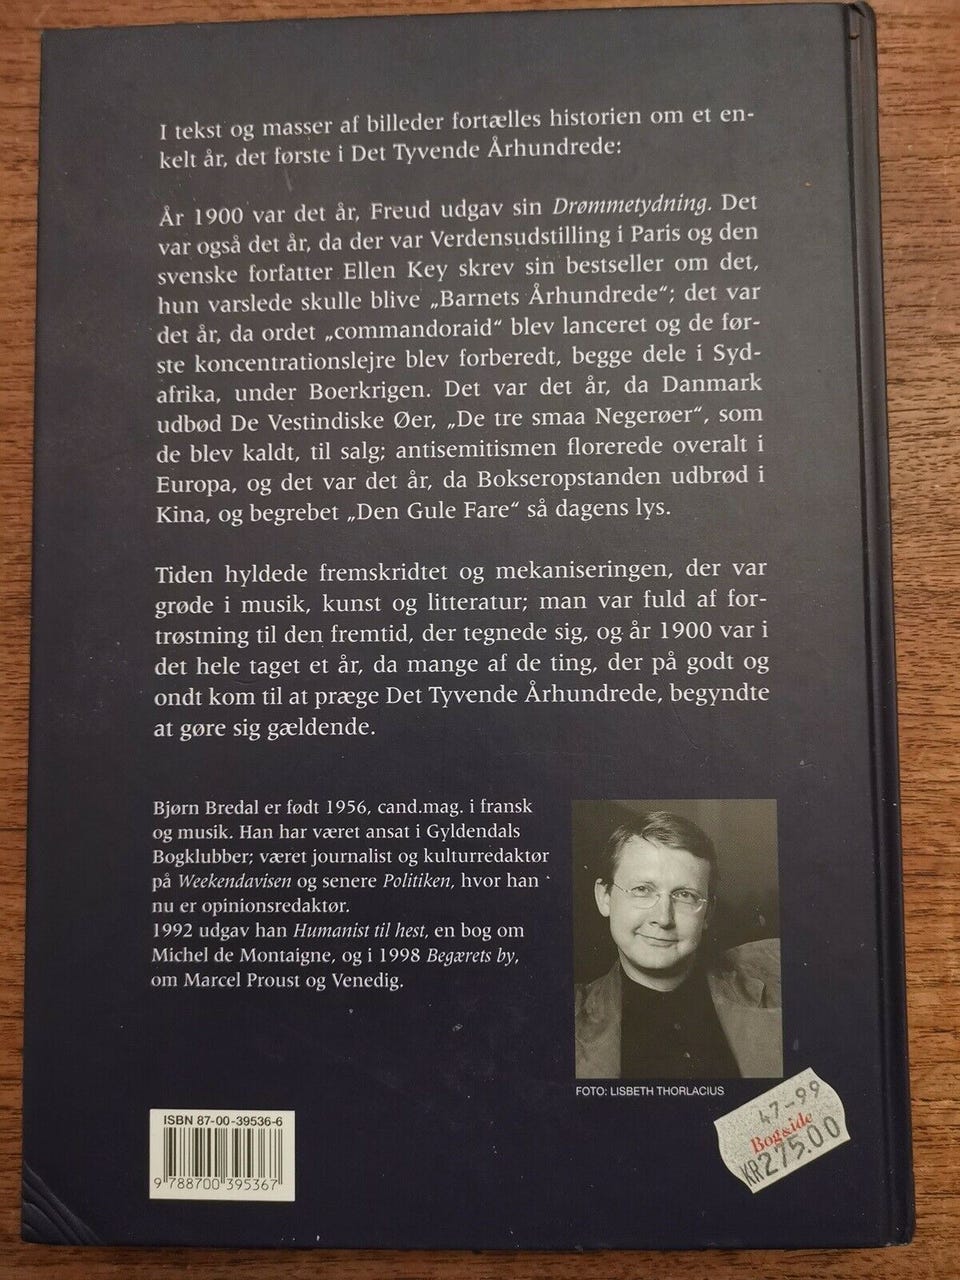 I tekst og masser af billeder fortælles historien om et en-
kelt år, det første i Det Tyvende Århundrede:
År 1900 var det år, Freud udgav sin Drømmetydning. Det
var også det år, da der var Verdensudstilling i Paris og den
svenske forfatter Ellen Key skrev sin bestseller om det,
hun varslede skulle blive „Barnets Århundrede“; det var
det år, da ordet „commandoraid“ blev lanceret og de før-
ste koncentrationslejre blev forberedt, begge dele i Syd-
afrika, under Boerkrigen. Det var det år, da Danmark
udbød De Vestindiske Øer, „De tre smaa Negerøer“, som
de blev kaldt, til salg; antisemitismen florerede overalt i
Europa, og det var det år, da Bokseropstanden udbrød i
Kina, og begrebet „Den Gule Fare“ så dagens lys.
Tiden hyldede fremskridtet og mekaniseringen, der var
grøde i musik, kunst og litteratur; man var fuld af for-
trøstning til den fremtid, der tegnede sig, og år 1900 var i
det hele taget et år, da mange af de ting, der på godt og
ondt kom til at præge Det Tyvende Århundrede, begyndte
at gøre sig gældende.
Bjørn Bredal er født 1956, cand.mag. i fransk
og musik. Han har været ansat i Gyldendals
Bogklubber; været journalist og kulturredaktør
på Weekendavisen og senere Politiken, hvor han
nu er opinionsredaktør.
1992 udgav han Humanist til hest, en bog om
Michel de Montaigne, og i 1998 Begærets by,
om Marcel Proust og Venedig.
FOTO: LISBETH THORLACIUS
ISBN 87-00-39536-6
9 788700 395367
47-99
Bog&ide
KR275.00